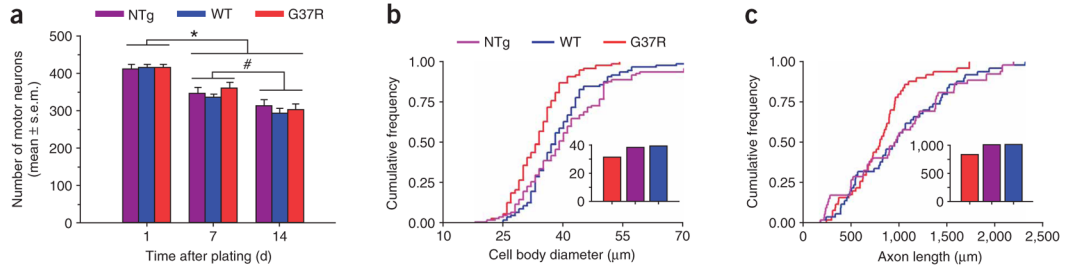 a
NTg WT G37R
Number of motor neurons
(mean ± s.e.m.)
500
400
300
200
100
0
*
#
1 7 14
Time after plating (d)
b
NTg WT G37R
Cumulative frequency
1.00
0.75
0.50
0.25
0.00
40
20
0
10 25 40 55 70
Cell body diameter (μm)
c
Cumulative frequency
1.00
0.75
0.50
0.25
0.00
1,000
500
0
0 500 1,000 1,500 2,000 2,500
Axon length (μm)